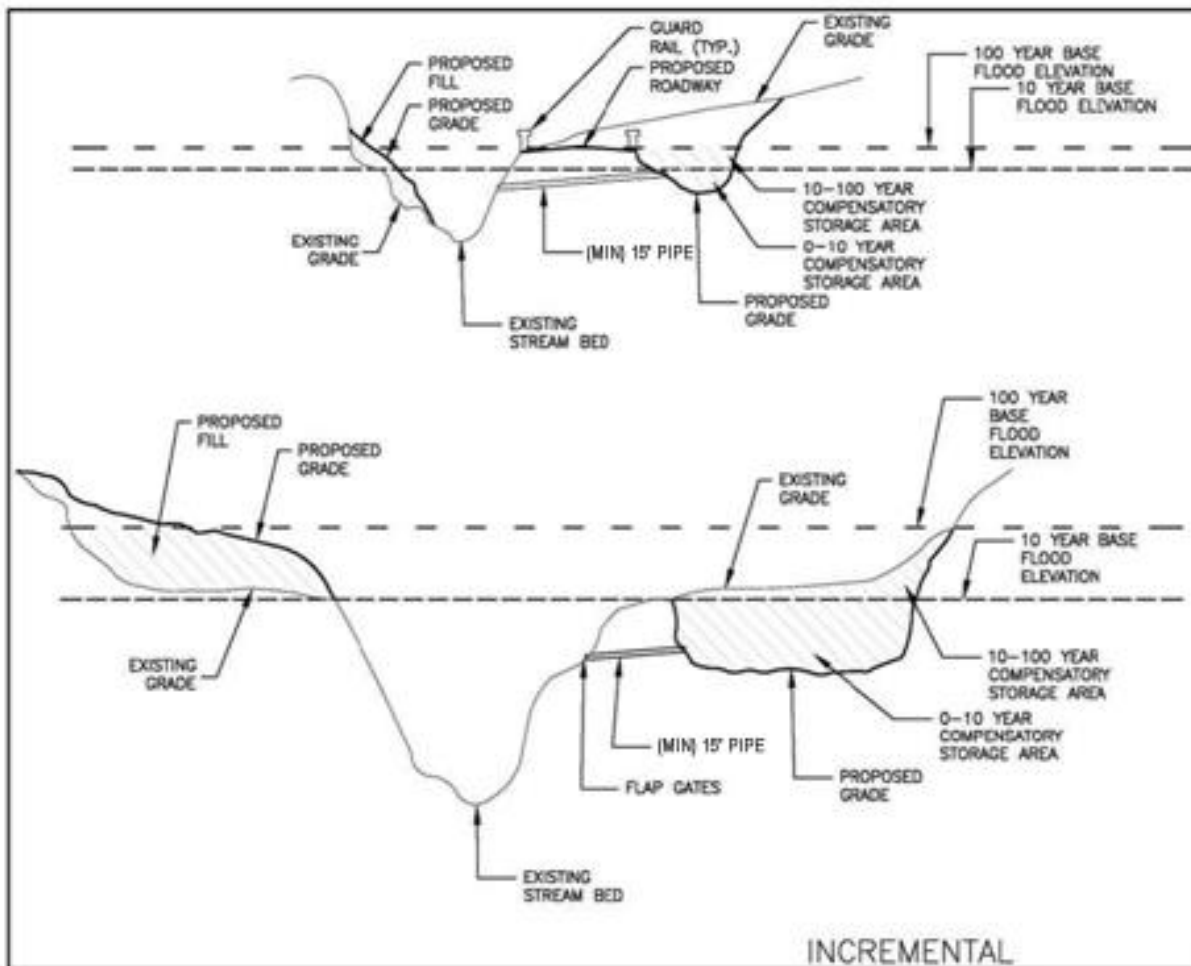 GUARD
RAIL (TYP.)
EXISTING
GRADE
100 YEAR BASE
FLOOD ELEVATION
PROPOSED
FILL
PROPOSED
ROADWAY
10 YEAR BASE
FLOOD ELEVATION
PROPOSED
GRADE
10-100 YEAR
COMPENSATORY
STORAGE AREA
EXISTING
GRADE
(MIN) 15" PIPE
0-10 YEAR
COMPENSATORY
STORAGE AREA
PROPOSED
GRADE
EXISTING
STREAM BED
100 YEAR
BASE
FLOOD
ELEVATION
PROPOSED
FILL
PROPOSED
GRADE
EXISTING
GRADE
10 YEAR BASE
FLOOD
ELEVATION
EXISTING
GRADE
10-100 YEAR
COMPENSATORY
STORAGE AREA
0-10 YEAR
COMPENSATORY
STORAGE AREA
(MIN) 15" PIPE
FLAP GATES
PROPOSED
GRADE
EXISTING
STREAM BED
INCREMENTAL